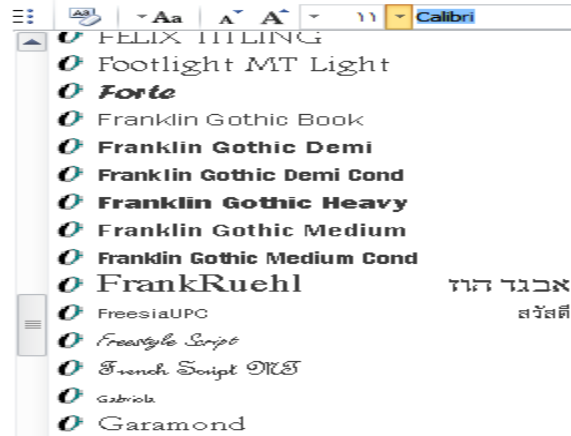 Aa A A ١١ Calibri
FELIX TITLING
Footlight MT Light
Forte
Franklin Gothic Book
Franklin Gothic Demi
Franklin Gothic Demi Cond
Franklin Gothic Heavy
Franklin Gothic Medium
Franklin Gothic Medium Cond
FrankRuehl אבגד הוז
FreesiaUPC สวัสดี
Freestyle Script
French Script MT
Gabriola
Garamond